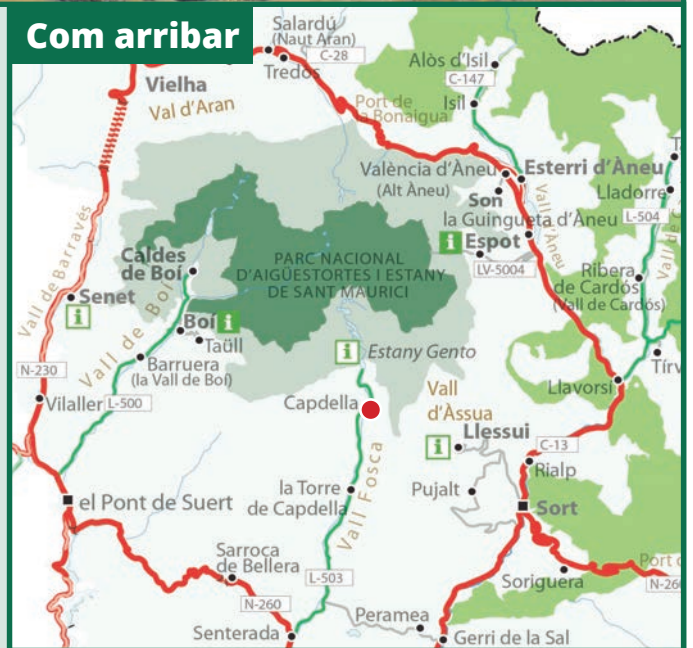 Com arribar
Salardú
(Naut Aran)
C-28
Tredòs
Vielha
Val d'Aran
Alòs d'Isil
C-147
Isil
Port de
la Bonaigua
València d'Àneu
(Alt Àneu)
Esterri d'Àneu
Son
la Guingueta d'Àneu
Vall d'Àneu
Lladorre
L-504
i Espot
LV-5004
Ribera
de Cardós
(Vall de Cardós)
Vall de Barravés
Caldes
de Boí
PARC NACIONAL
D'AIGÜESTORTES I ESTANY
DE SANT MAURICI
Senet
i
Vall de Boí
Boí i
Taüll
Barruera
(la Vall de Boí)
i Estany Gento
N-230
Vilaller
L-500
Capdella
Vall
d'Àssua
Llavorsí
Tírv
i
Llessui
C-13
Rialp
el Pont de Suert
la Torre
de Capdella
Vall Fosca
Pujalt
Sort
Sarroca
de Bellera
L-503
N-260
Soriguera
Port
N-26
Senterada
Peramea
Gerri de la Sal